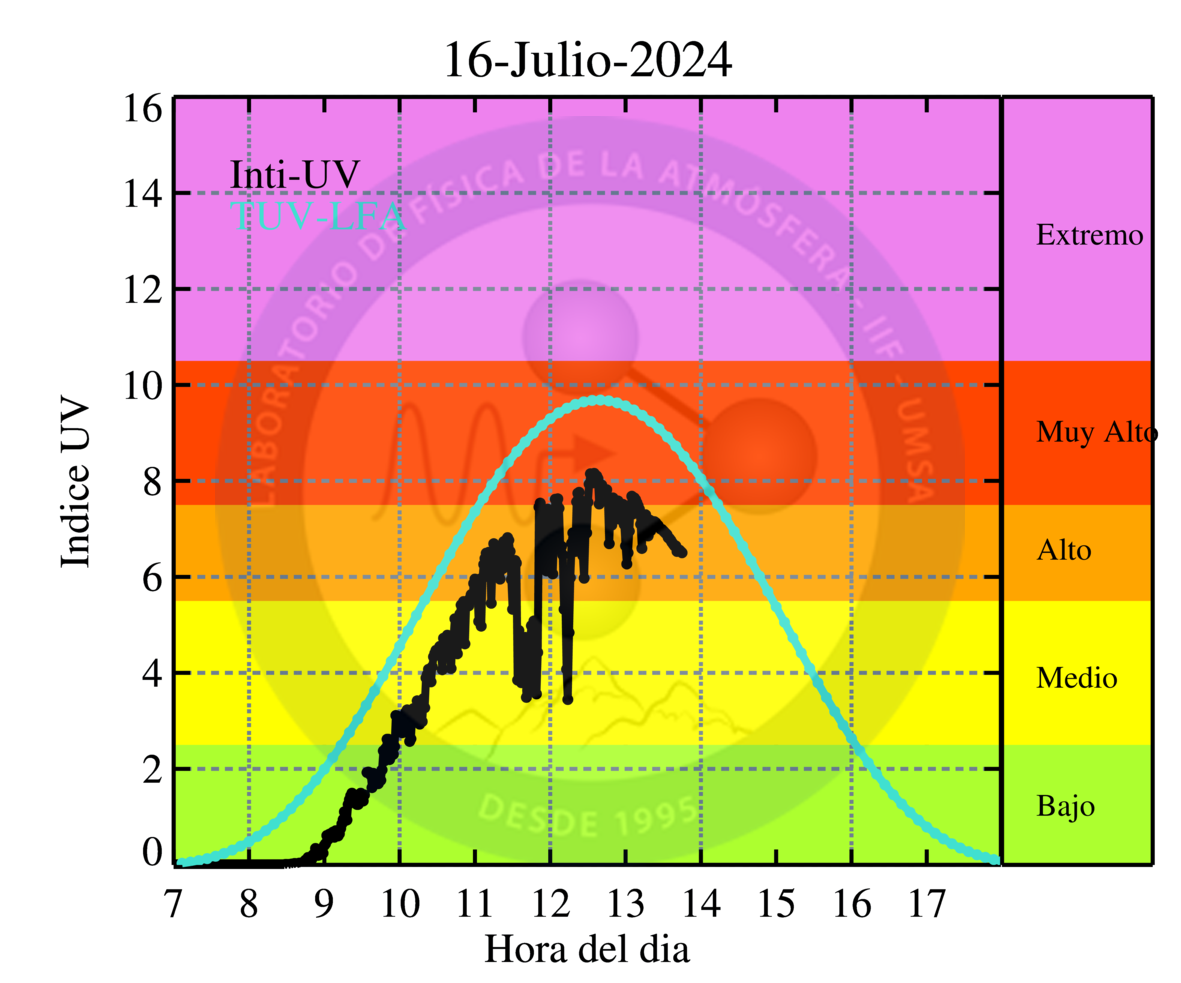 16-Julio-2024
16
14
12
10
8
6
4
2
0
Indice UV
Inti-UV
TUV-LFA
LABORATORIO DE FÍSICA DE LA ATMÓSFERA - IIF - UMSA
DESDE 1995
Extremo
Muy Alto
Alto
Medio
Bajo
7 8 9 10 11 12 13 14 15 16 17
Hora del dia